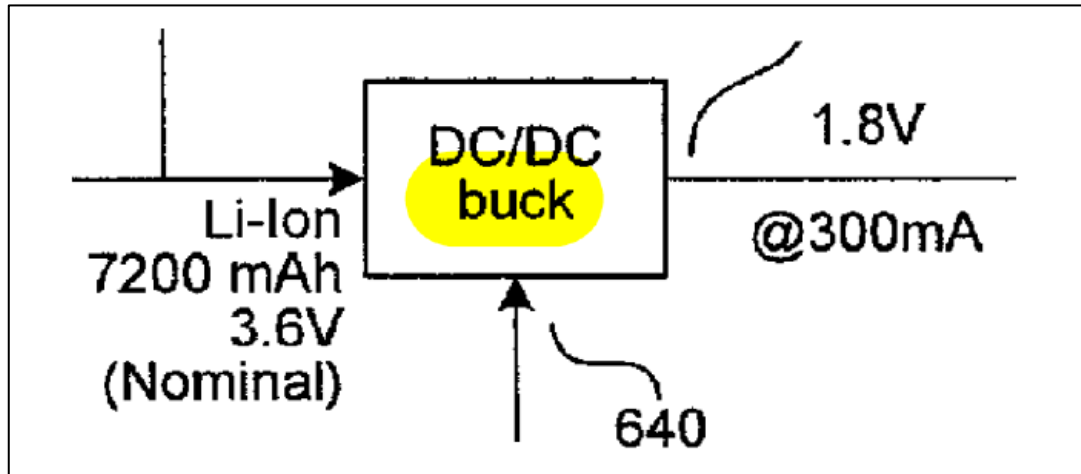 DC/DC
buck
1.8V
@300mA
Li-Ion
7200 mAh
3.6V
(Nominal)
640